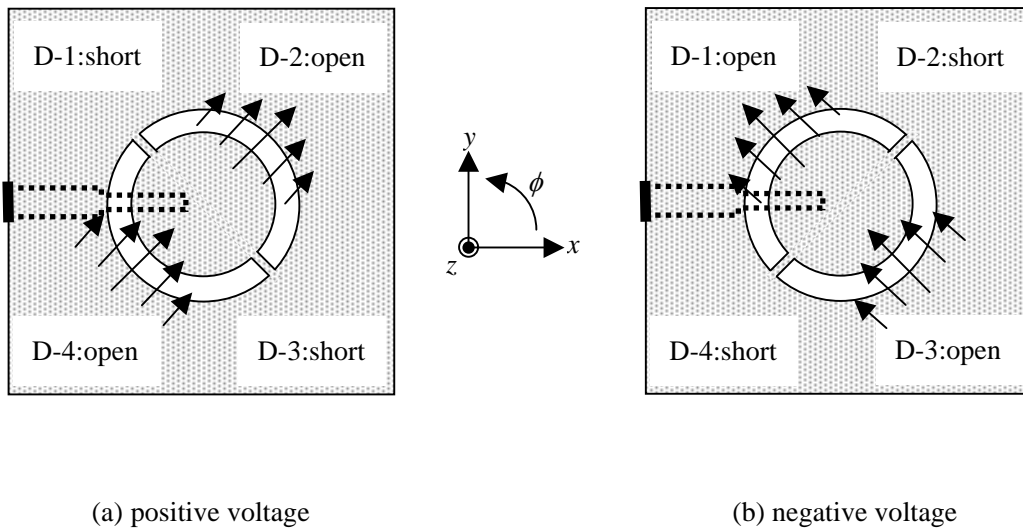 D-1:short D-2:open
D-4:open D-3:short
y
ϕ
z
x
D-1:open D-2:short
D-4:short D-3:open
(a) positive voltage
(b) negative voltage